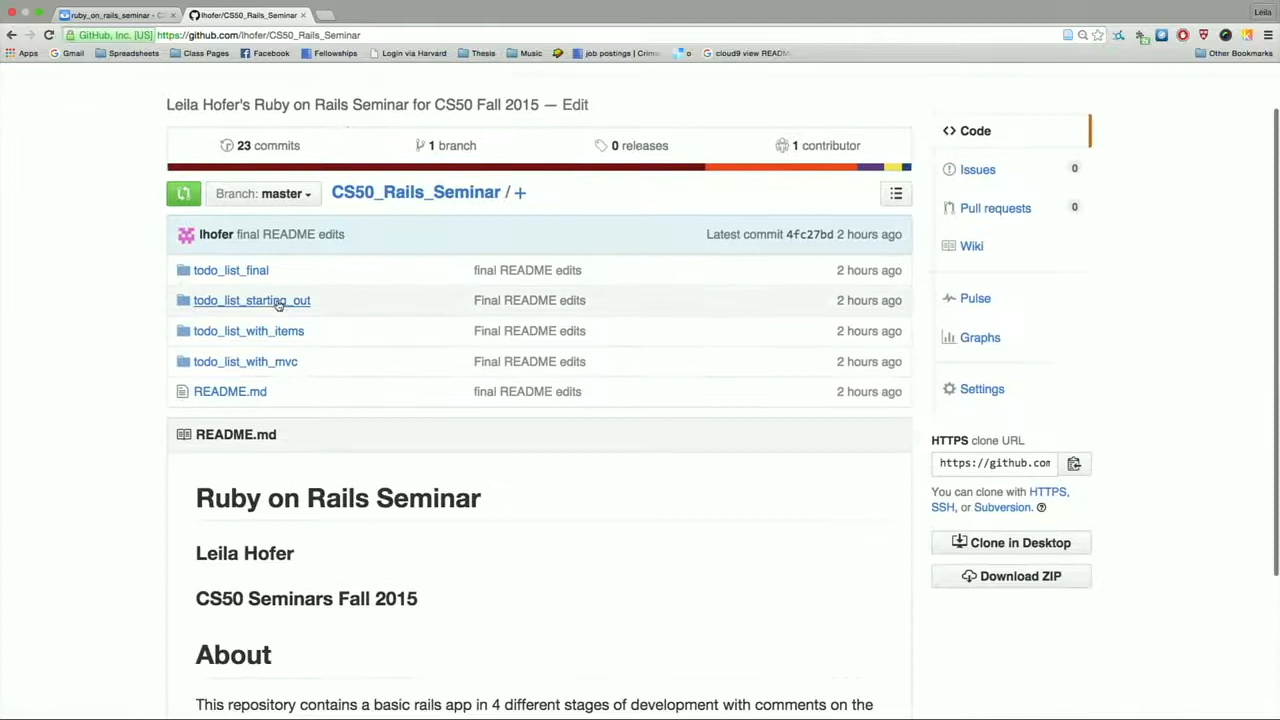 ruby_on_rails_seminar - C
lhofer/CS50_Rails_Seminar
Leila
GitHub, Inc. [US]
https://github.com/lhofer/CS50_Rails_Seminar
Apps
Gmail
Spreadsheets
Class Pages
Facebook
Fellowships
Login via Harvard
Thesis
Music
job postings | Crim
cloud9 view READM
Other Bookmarks
Leila Hofer's Ruby on Rails Seminar for CS50 Fall 2015 — Edit
23 commits
1 branch
0 releases
1 contributor
Branch: master
CS50_Rails_Seminar / +
lhofer final README edits
Latest commit 4fc27bd 2 hours ago
todo_list_final
final README edits
2 hours ago
todo_list_starting_out
Final README edits
2 hours ago
todo_list_with_items
Final README edits
2 hours ago
todo_list_with_mvc
Final README edits
2 hours ago
README.md
final README edits
2 hours ago
README.md
Ruby on Rails Seminar
Leila Hofer
CS50 Seminars Fall 2015
About
This repository contains a basic rails app in 4 different stages of development with comments on the
Code
Issues
0
Pull requests
0
Wiki
Pulse
Graphs
Settings
HTTPS clone URL
https://github.con
You can clone with HTTPS,
SSH, or Subversion.
Clone in Desktop
Download ZIP